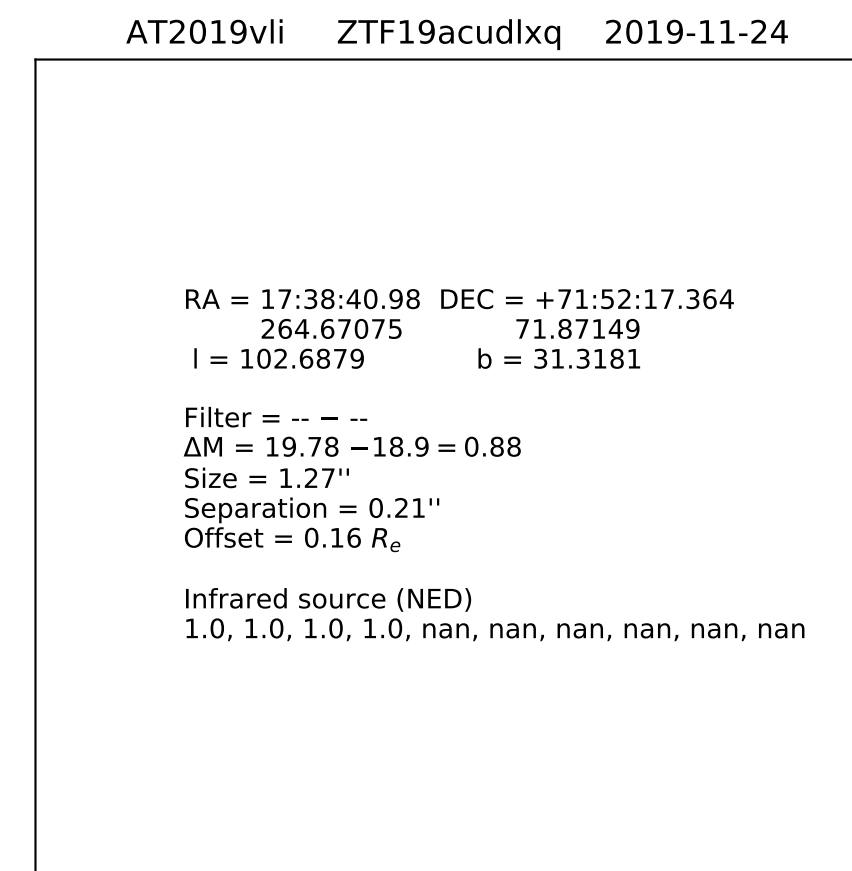 AT2019vli ZTF19acudlxq 2019-11-24
RA = 17:38:40.98 DEC = +71:52:17.364
264.67075 71.87149
l = 102.6879 b = 31.3181
Filter = -- − --
ΔM = 19.78 −18.9 = 0.88
Size = 1.27''
Separation = 0.21''
Offset = 0.16 Rₑ
Infrared source (NED)
1.0, 1.0, 1.0, 1.0, nan, nan, nan, nan, nan, nan